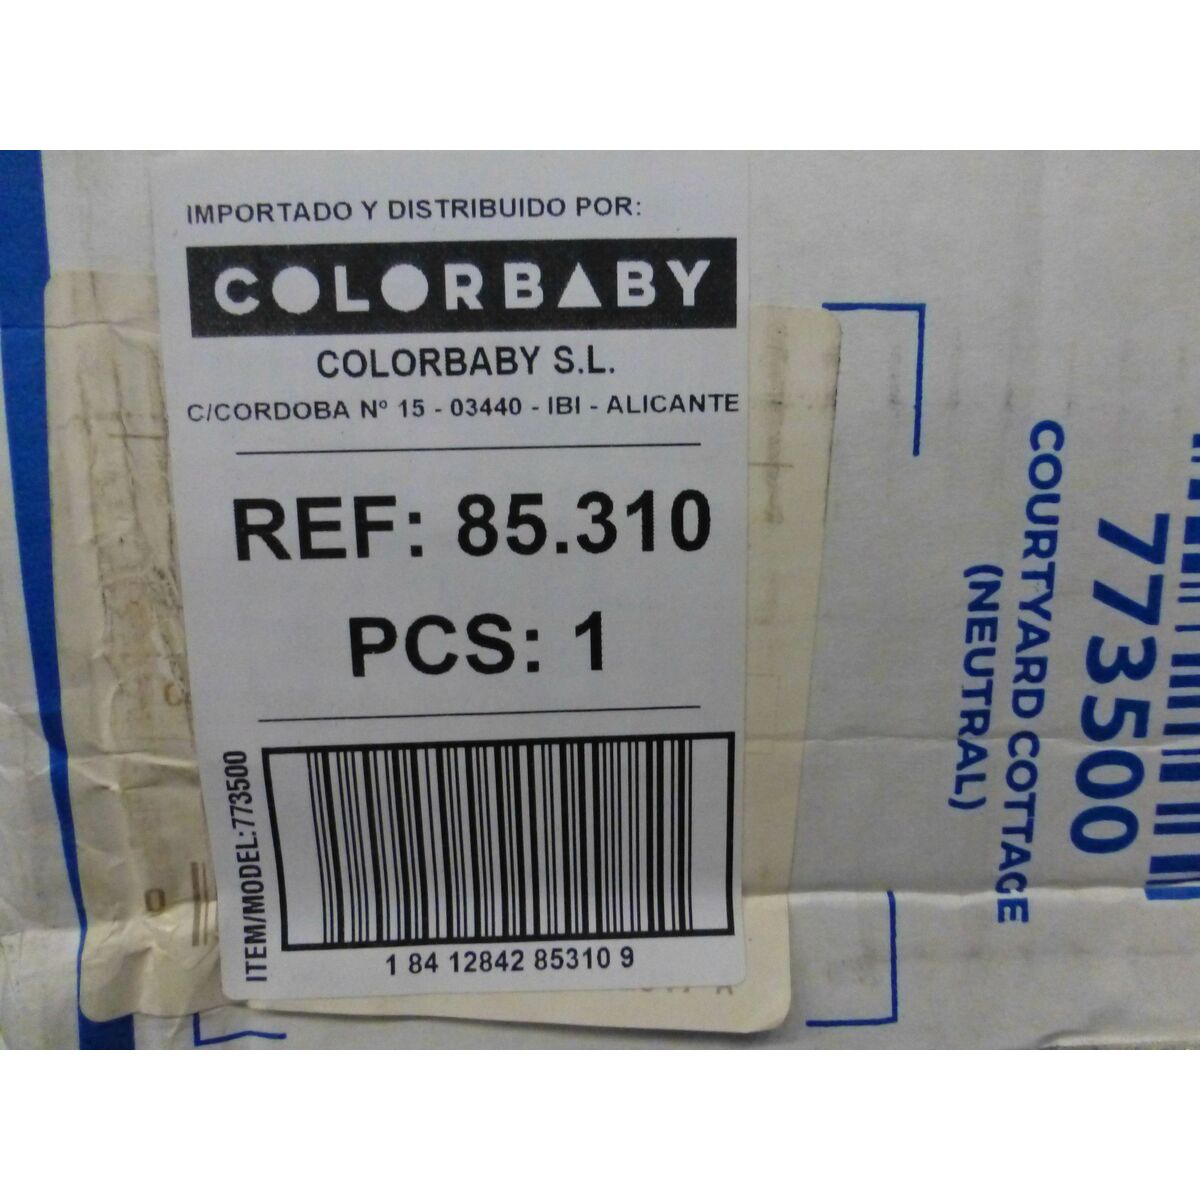 IMPORTADO Y DISTRIBUIDO POR:
COLORBABY
COLORBABY S.L.
C/CORDOBA Nº 15 - 03440 - IBI - ALICANTE
REF: 85.310
PCS: 1
ITEM/MODEL:773500
1 84 12842 85310 9
773500
COURTYARD COTTAGE
(NEUTRAL)